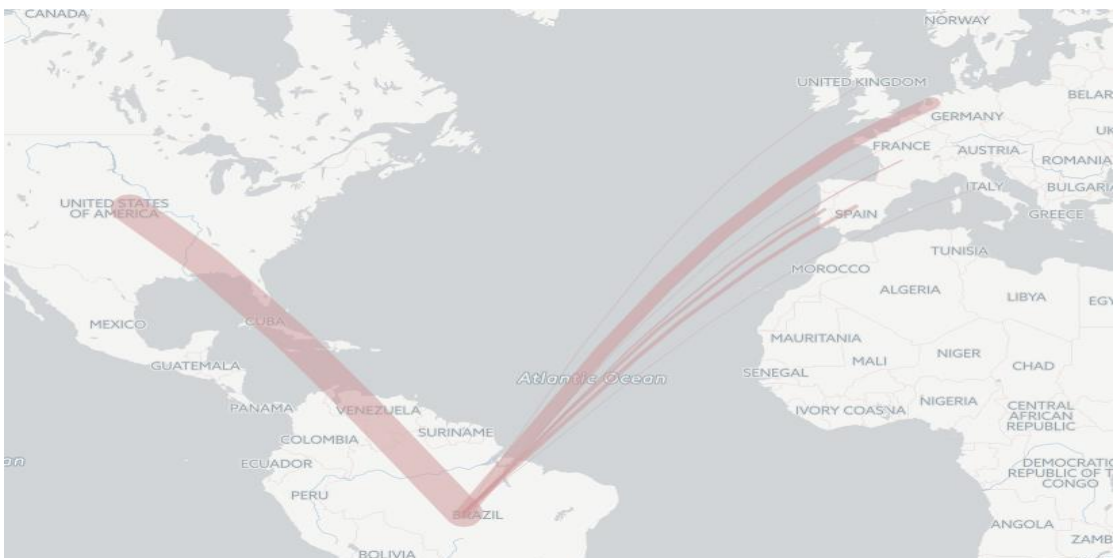 CANADA
NORWAY
UNITED KINGDOM
BELAR
GERMANY
UK
FRANCE
AUSTRIA
ROMANIA
UNITED STATES
OF AMERICA
ITALY
BULGARIA
SPAIN
GREECE
TUNISIA
MOROCCO
ALGERIA
LIBYA
EGY
MEXICO
CUBA
MAURITANIA
MALI
NIGER
CHAD
GUATEMALA
SENEGAL
Atlantic Ocean
PANAMA
VENEZUELA
IVORY COASNA
NIGERIA
CENTRAL
AFRICAN
REPUBLIC
SURINAME
COLOMBIA
an
ECUADOR
DEMOCRATIC
REPUBLIC OF T
CONGO
PERU
BRAZIL
ANGOLA
ZAMB
BOLIVIA